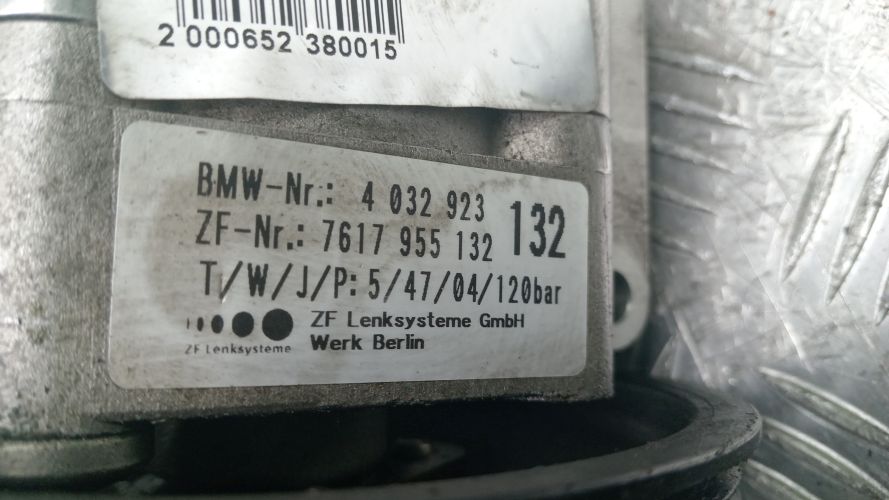 2 000652 380015
BMW-Nr.: 4 032 923
ZF-Nr.: 7617 955 132 132
T/W/J/P: 5/47/04/120bar
ZF Lenksysteme GmbH
ZF Lenksysteme Werk Berlin